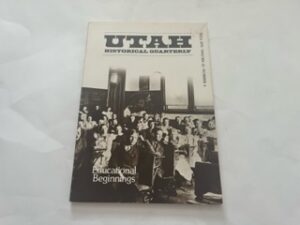 UTAH
HISTORICAL QUARTERLY
Educational
Beginnings